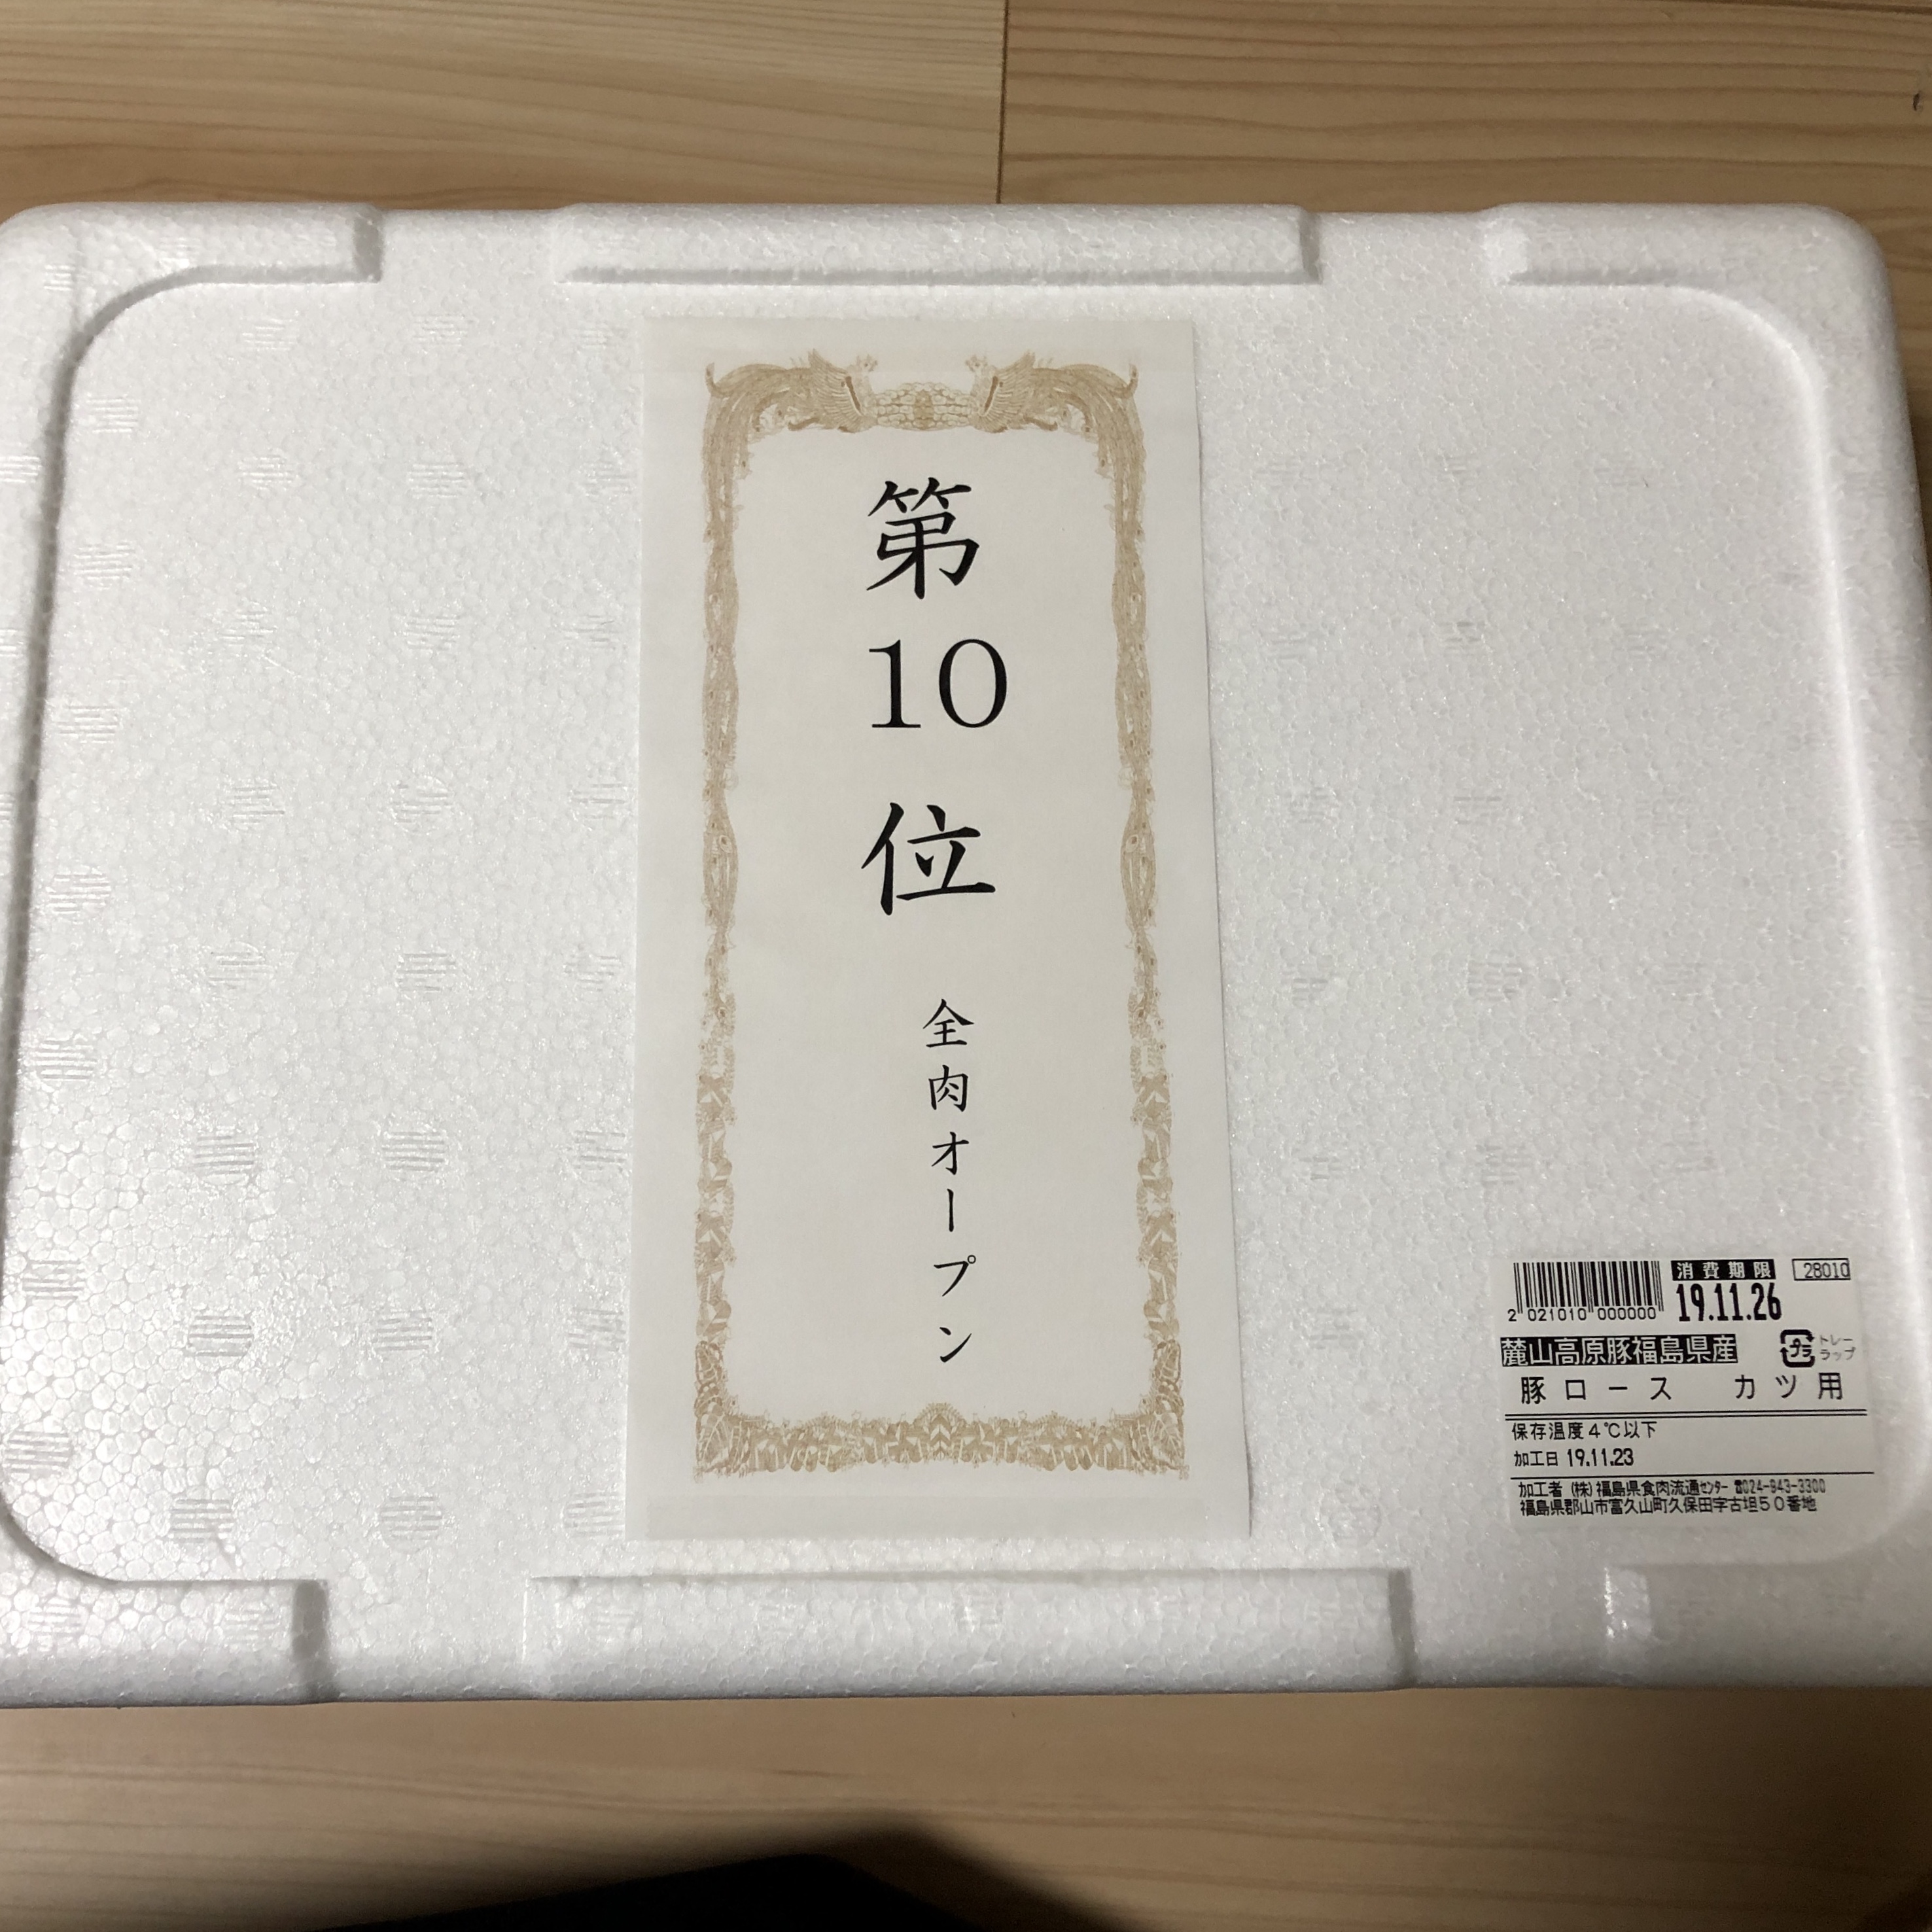 第10位
全肉オープン
消費期限
28010
19.11.26
2 021010 000000
麓山高原豚福島県産
プラ
トレー
ラップ
豚ロース カツ用
保存温度4℃以下
加工日 19.11.23
加工者 (株)福島県食肉流通センター ☎024-943-3300
福島県郡山市富久山町久保田字古坦50番地